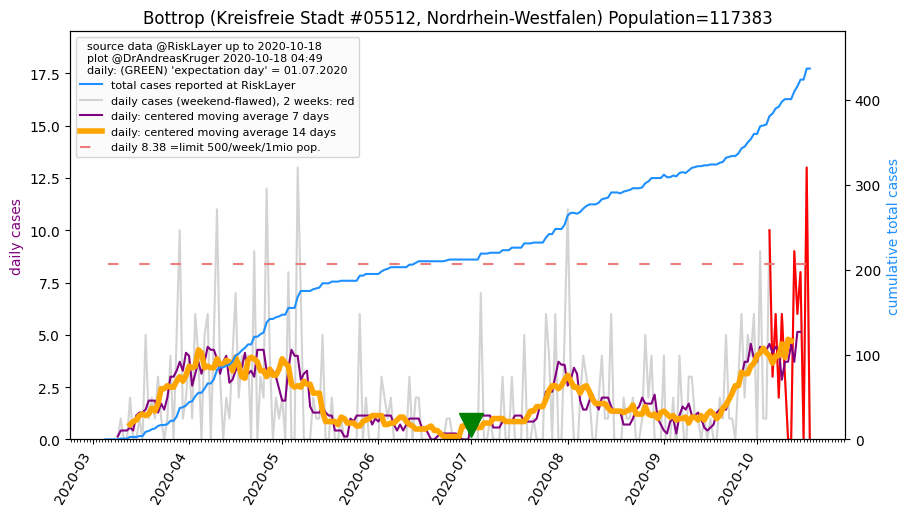 Bottrop (Kreisfreie Stadt #05512, Nordrhein-Westfalen) Population=117383
source data @RiskLayer up to 2020-10-18
plot @DrAndreasKruger 2020-10-18 04:49
daily: (GREEN) 'expectation day' = 01.07.2020
total cases reported at RiskLayer
daily cases (weekend-flawed), 2 weeks: red
daily: centered moving average 7 days
daily: centered moving average 14 days
daily 8.38 =limit 500/week/1mio pop.
daily cases
17.5
15.0
12.5
10.0
7.5
5.0
2.5
0.0
400
300
200
100
0
cumulative total cases
2020-03
2020-04
2020-05
2020-06
2020-07
2020-08
2020-09
2020-10